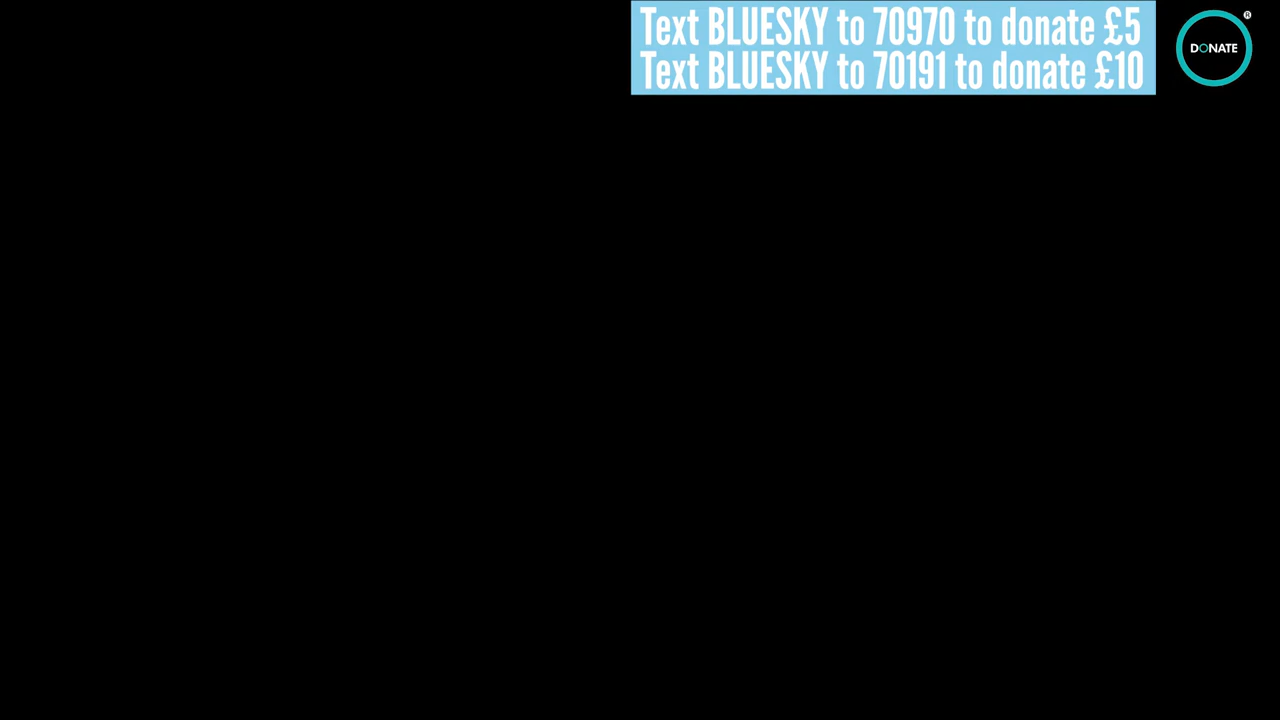 Text BLUESKY to 70970 to donate £5
Text BLUESKY to 70191 to donate £10
DONATE
®